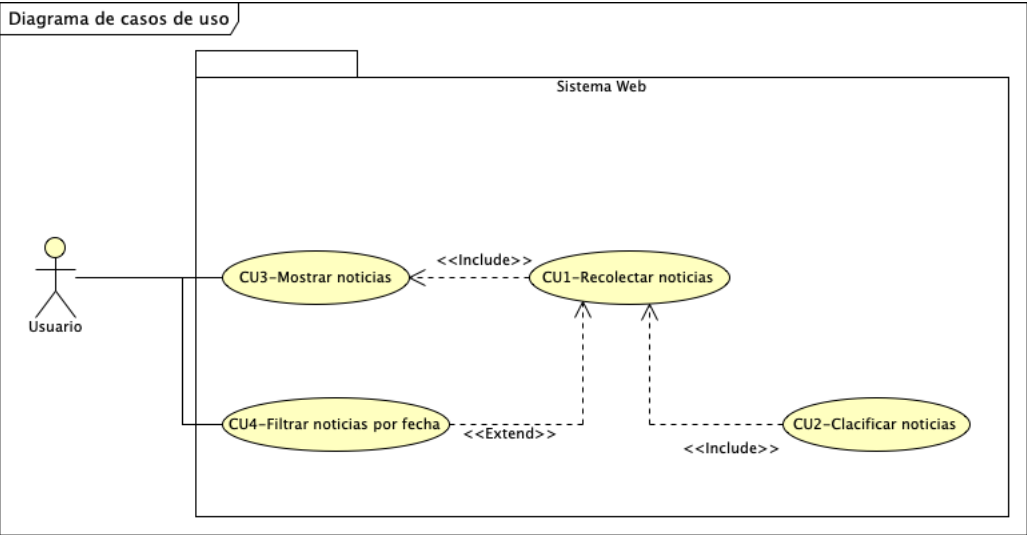 Diagrama de casos de uso
Sistema Web
<<Include>>
CU3-Mostrar noticias
CU1-Recolectar noticias
Usuario
CU4-Filtrar noticias por fecha
<<Extend>>
CU2-Clacificar noticias
<<Include>>